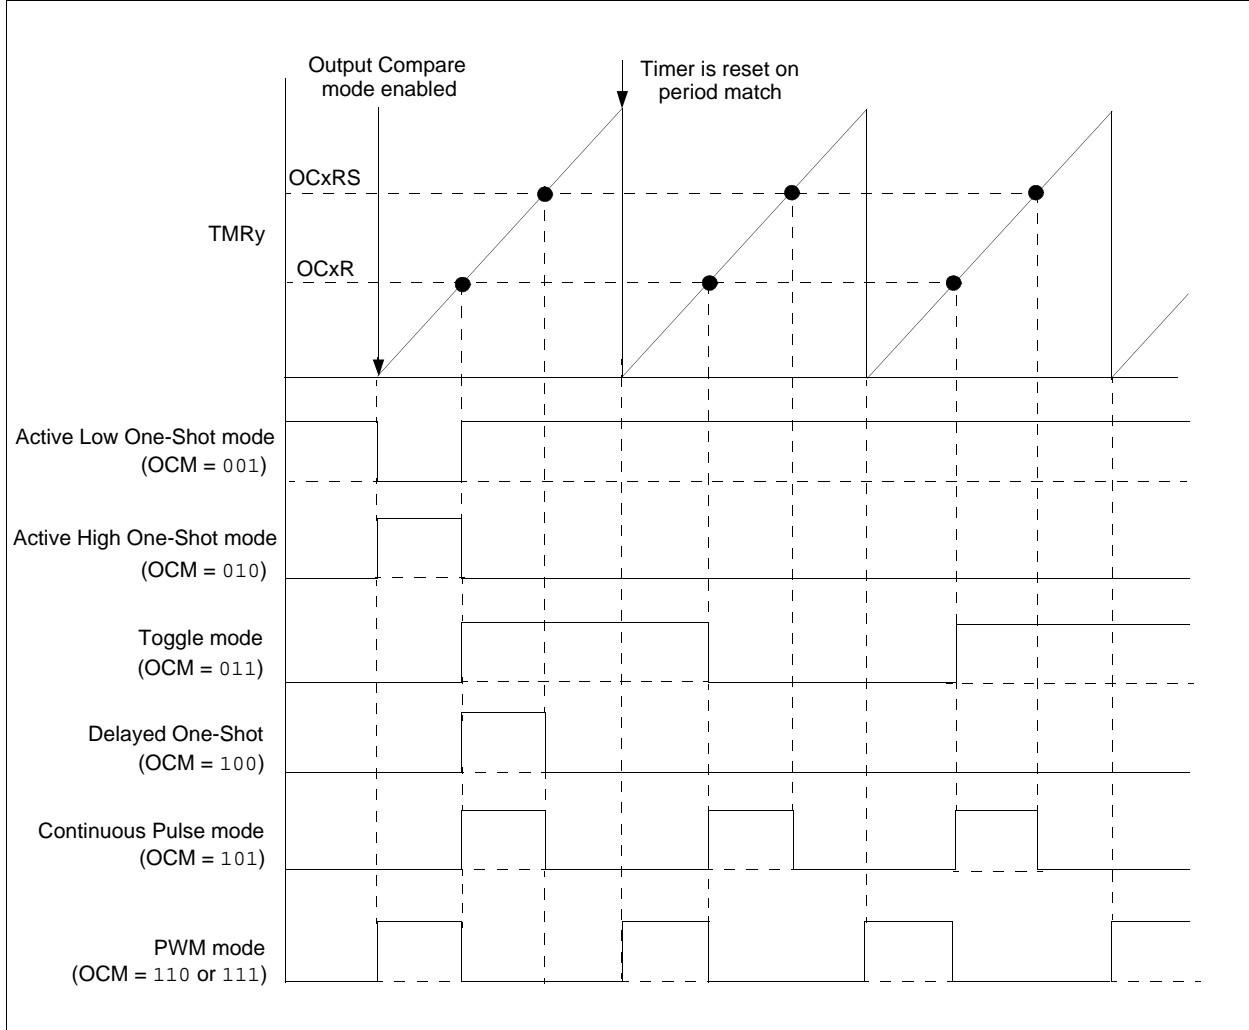 Output Compare
mode enabled
Timer is reset on
period match
OCxRS
TMRy
OCxR
Active Low One-Shot mode
(OCM = 001)
Active High One-Shot mode
(OCM = 010)
Toggle mode
(OCM = 011)
Delayed One-Shot
(OCM = 100)
Continuous Pulse mode
(OCM = 101)
PWM mode
(OCM = 110 or 111)